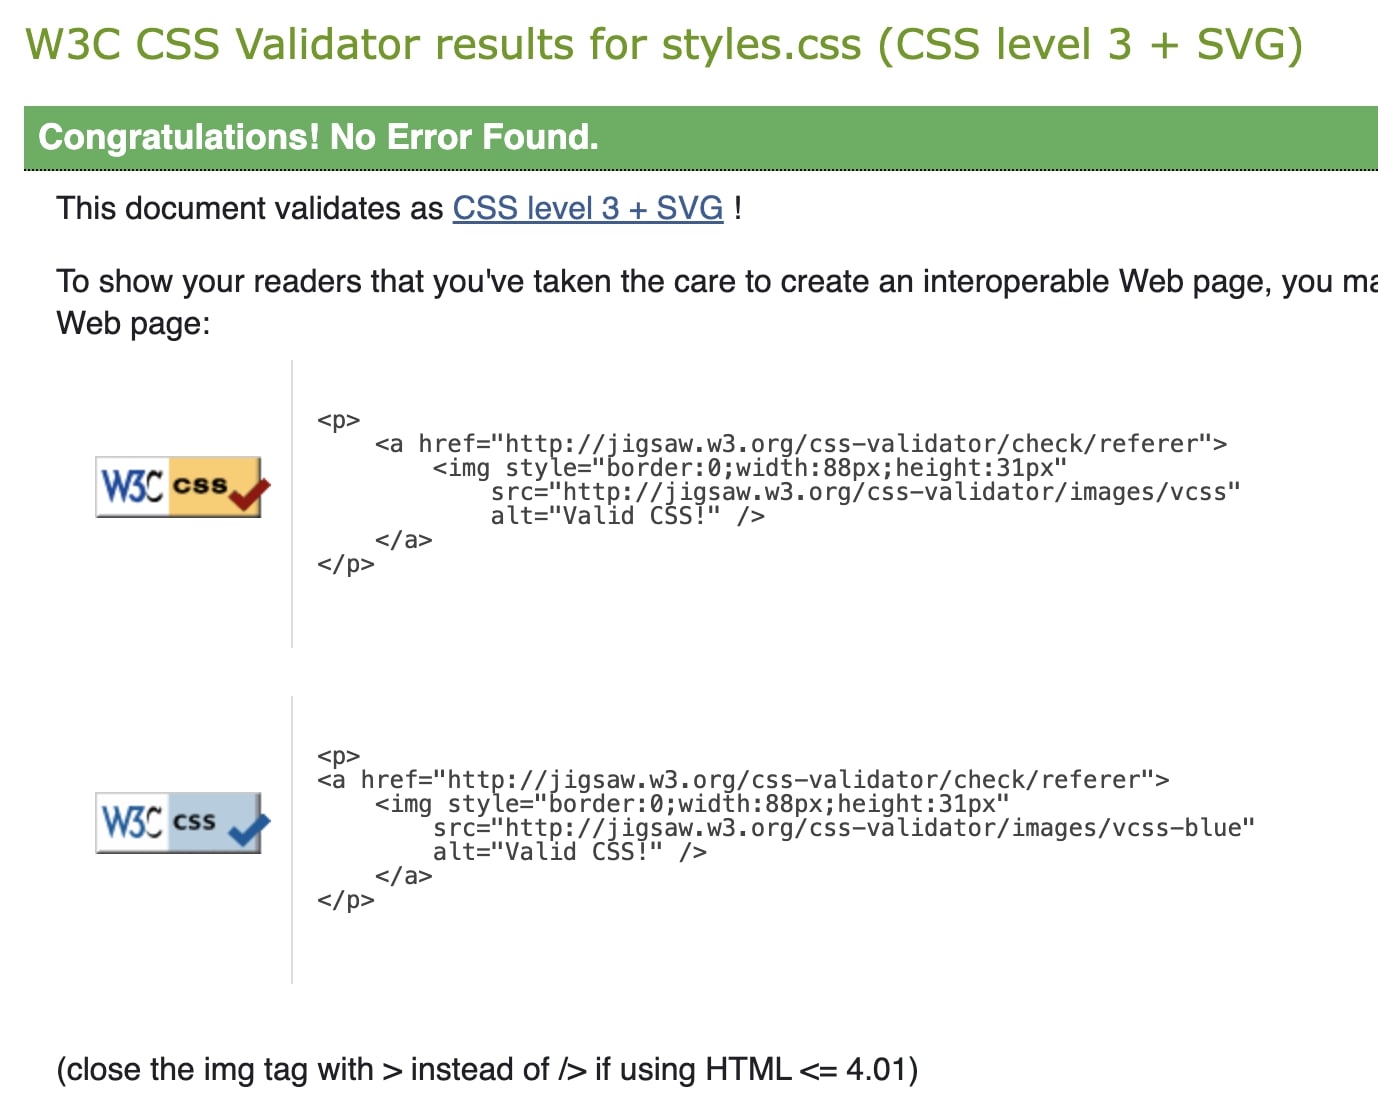 W3C CSS Validator results for styles.css (CSS level 3 + SVG)
Congratulations! No Error Found.
This document validates as CSS level 3 + SVG !
To show your readers that you've taken the care to create an interoperable Web page, you ma
Web page:
W3C css
<p>
    <a href="http://jigsaw.w3.org/css-validator/check/referer">
        <img style="border:0;width:88px;height:31px"
            src="http://jigsaw.w3.org/css-validator/images/vcss"
            alt="Valid CSS!" />
    </a>
</p>
W3C css
<p>
<a href="http://jigsaw.w3.org/css-validator/check/referer">
    <img style="border:0;width:88px;height:31px"
        src="http://jigsaw.w3.org/css-validator/images/vcss-blue"
        alt="Valid CSS!" />
    </a>
</p>
(close the img tag with > instead of /> if using HTML <= 4.01)